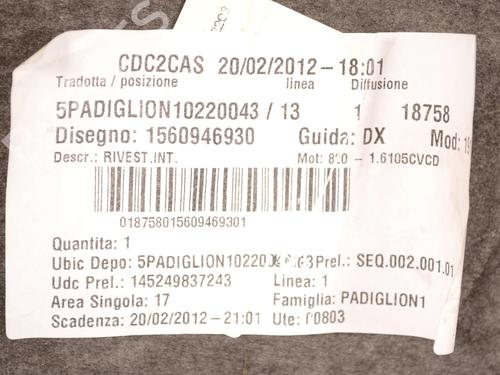 2203
CDC2CAS 20/02/2012 - 18:01
Tradotta / posizione linea Diffusione
5PADIGLION10220043 / 13 1 18758
Disegno: 1560946930 Guida: DX Mod:
Descr.: RIVEST.INT. Mot: 1.6105CVCD
018758015609469301
Quantita: 1
Ubic Depo: Prel.: SEQ.002.001.01
Udc Prel.: 145249837243 Linea: 1
Area Singola: 17 Famiglia: PADIGLION1
Scadenza: 20/02/2012-21:01 Ute: 00803